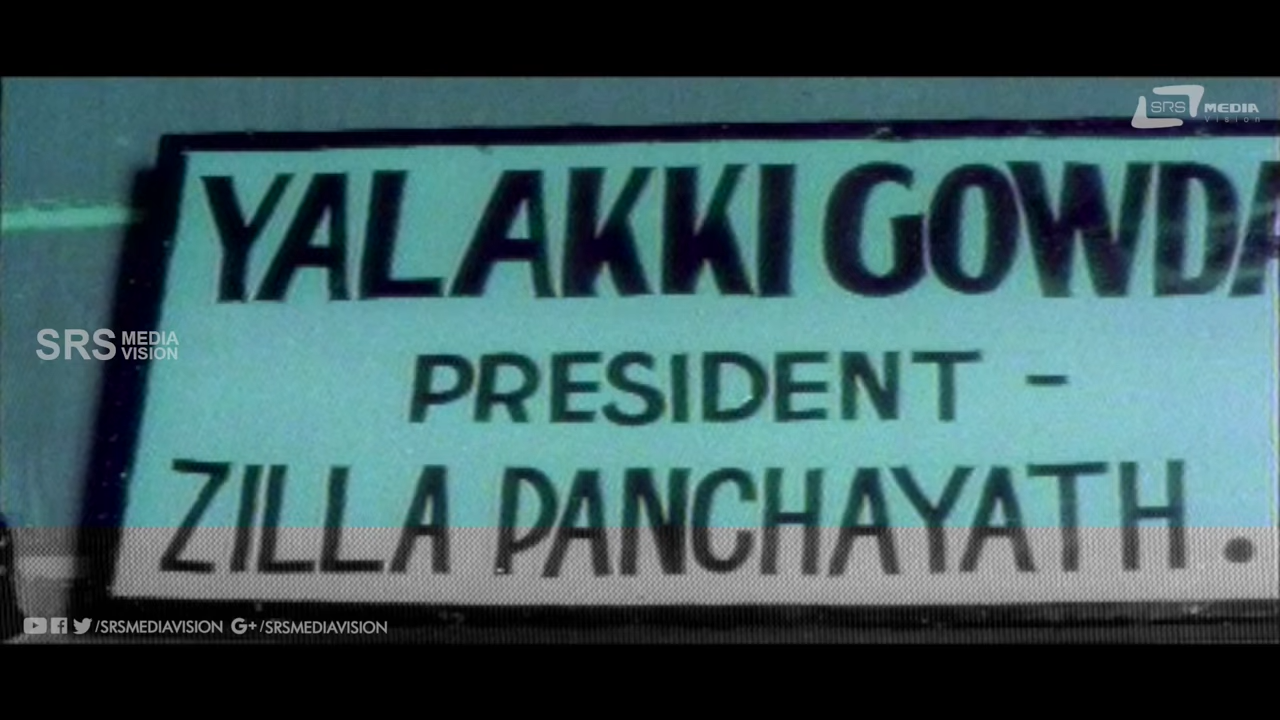 SRS MEDIA
Vision
YALAKKI GOWDA
PRESIDENT -
ZILLA PANCHAYATH .
SRS MEDIA
VISION
/SRSMEDIAVISION G+ /SRSMEDIAVISION